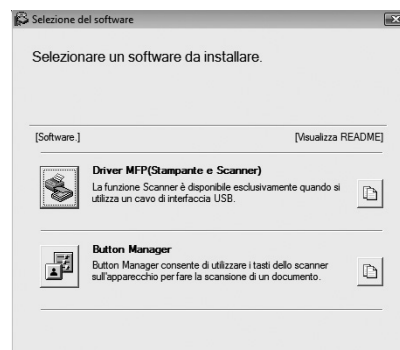 Selezione del software
Selezionare un software da installare.
[Software.] [Visualizza README]
Driver MFP(Stampante e Scanner)
La funzione Scanner è disponibile esclusivamente quando si
utilizza un cavo di interfaccia USB.
Button Manager
Button Manager consente di utilizzare i tasti dello scanner
sull'apparecchio per fare la scansione di un documento.